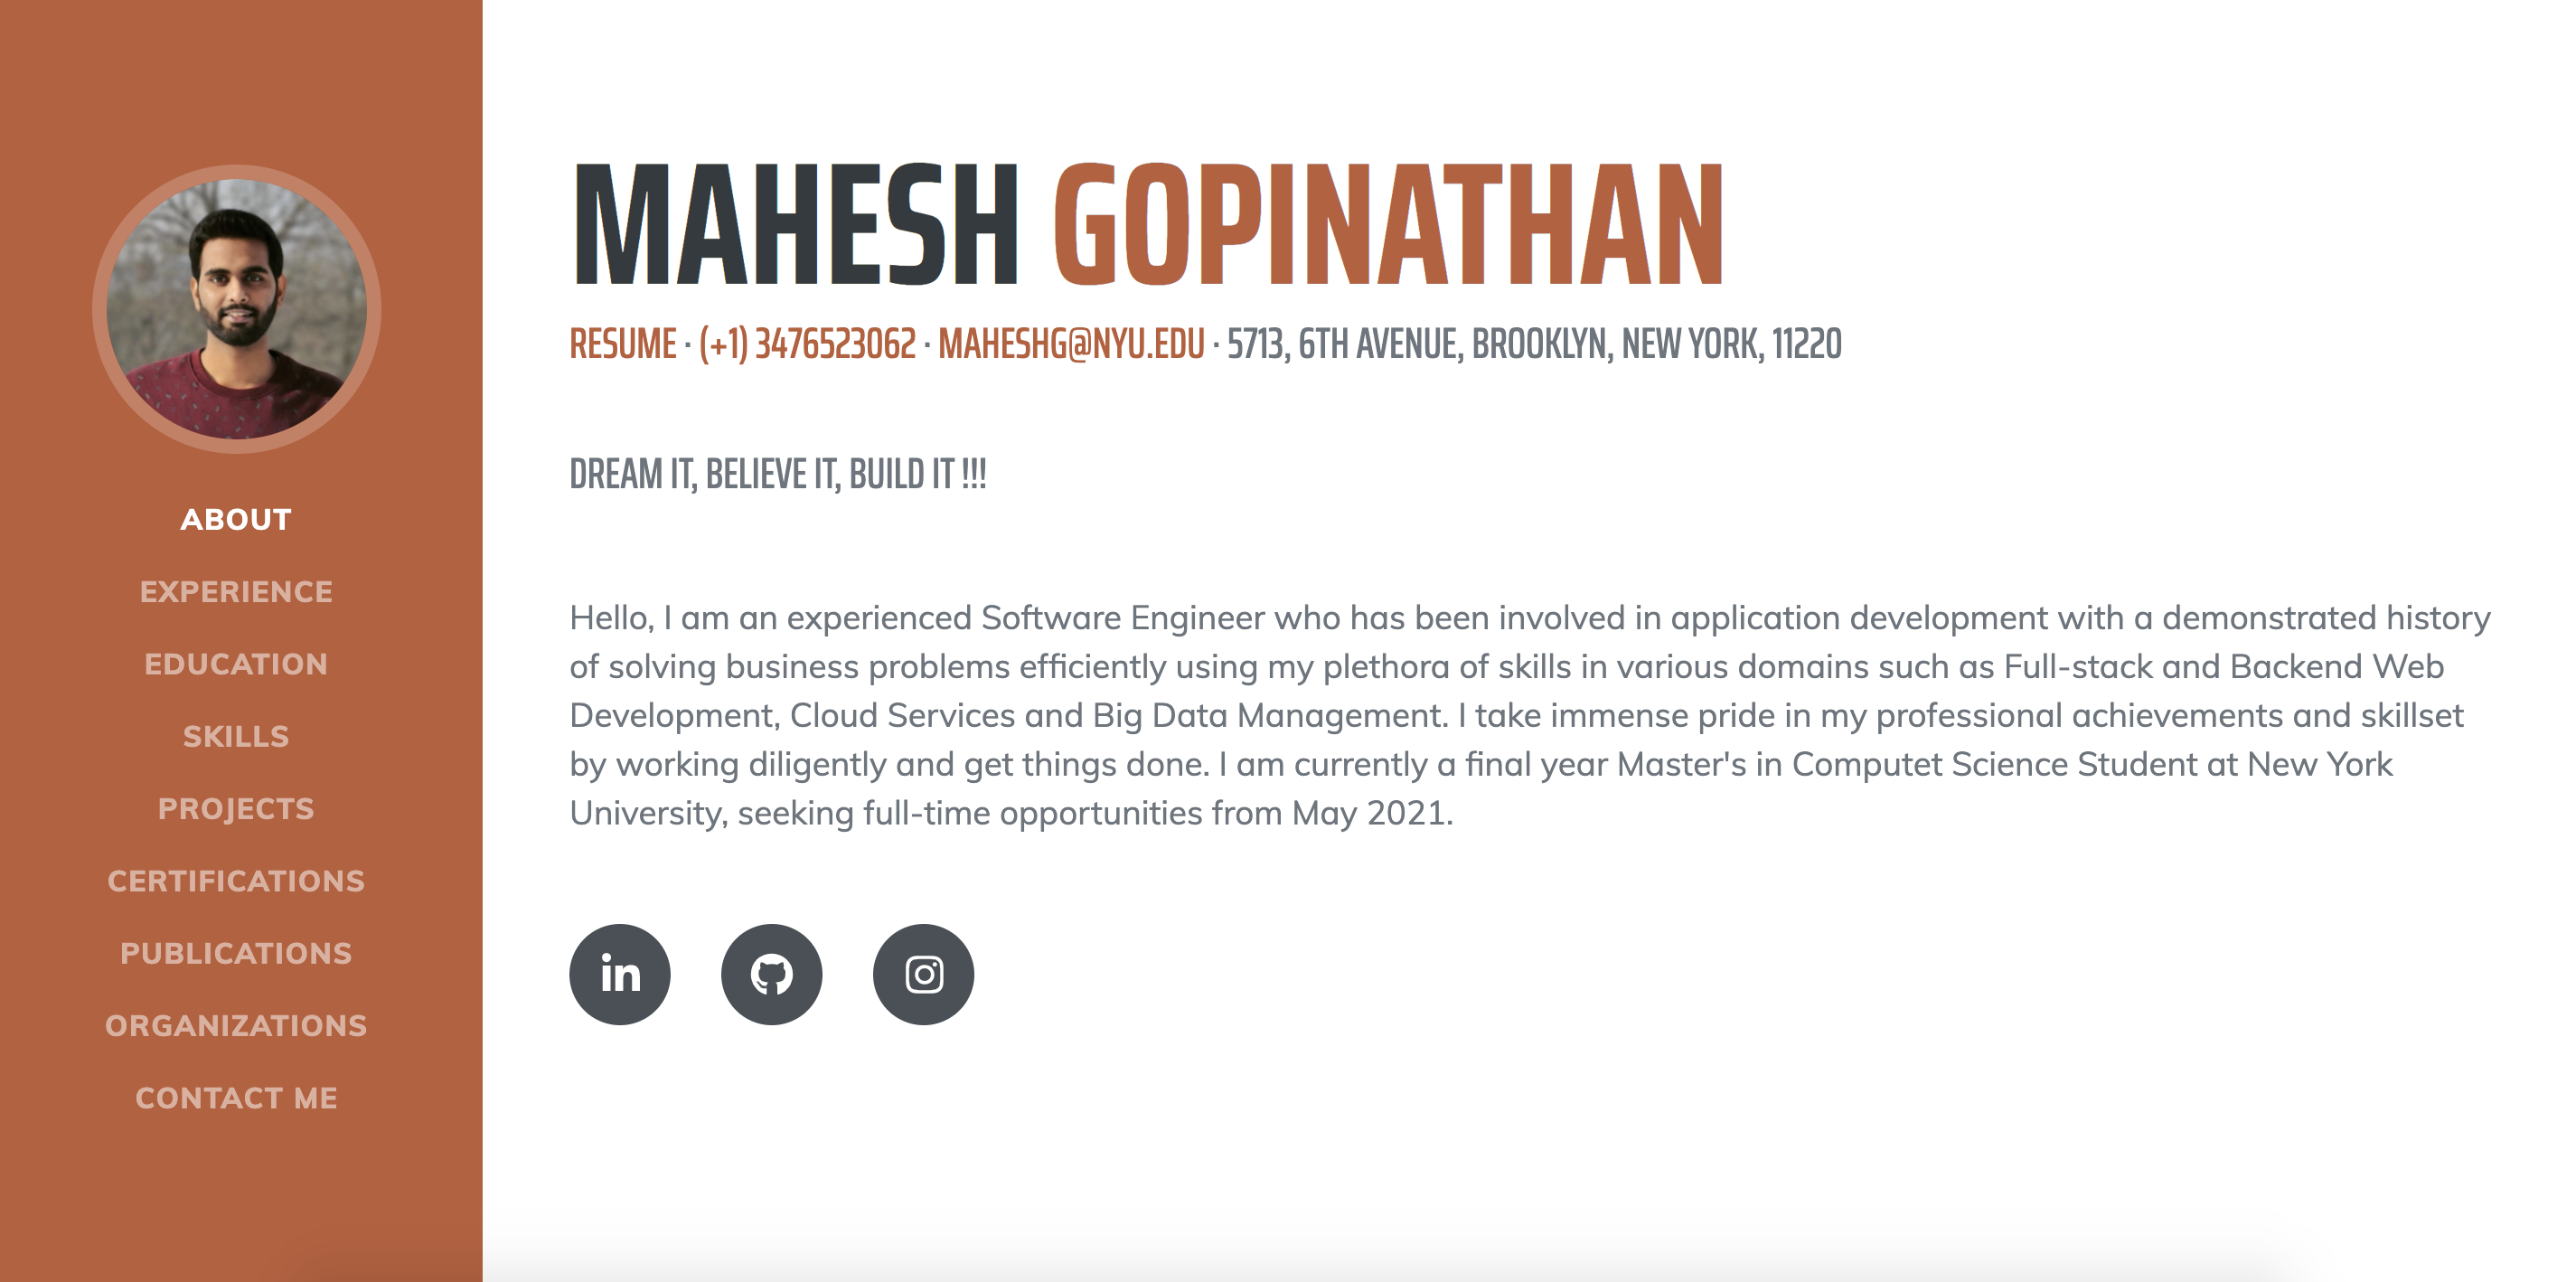 ABOUT
EXPERIENCE
EDUCATION
SKILLS
PROJECTS
CERTIFICATIONS
PUBLICATIONS
ORGANIZATIONS
CONTACT ME
MAHESH GOPINATHAN
RESUME · (+1) 3476523062 · MAHESHG@NYU.EDU · 5713, 6TH AVENUE, BROOKLYN, NEW YORK, 11220
DREAM IT, BELIEVE IT, BUILD IT !!!
Hello, I am an experienced Software Engineer who has been involved in application development with a demonstrated history
of solving business problems efficiently using my plethora of skills in various domains such as Full-stack and Backend Web
Development, Cloud Services and Big Data Management. I take immense pride in my professional achievements and skillset
by working diligently and get things done. I am currently a final year Master's in Computet Science Student at New York
University, seeking full-time opportunities from May 2021.
in